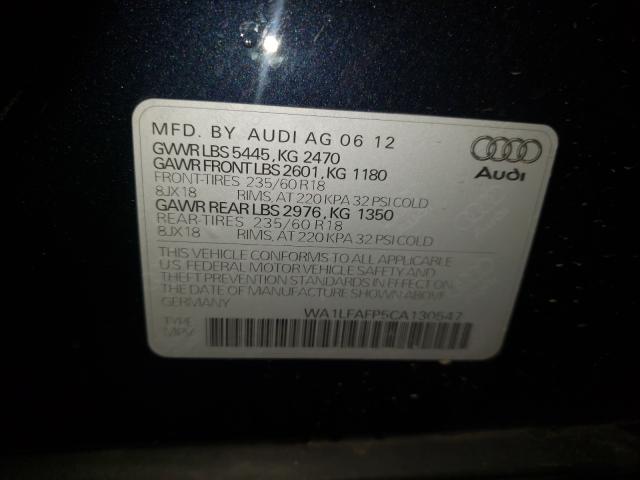 MFD. BY AUDI AG 06 12
GVWR LBS 5445, KG 2470
GAWR FRONT LBS 2601, KG 1180
FRONT-TIRES 235/60 R18
8JX18 RIMS, AT 220 KPA 32 PSI COLD
GAWR REAR LBS 2976, KG 1350
REAR-TIRES 235/60 R18
8JX18 RIMS, AT 220 KPA 32 PSI COLD
Audi
THIS VEHICLE CONFORMS TO ALL APPLICABLE
U.S. FEDERAL MOTOR VEHICLE SAFETY AND
THEFT PREVENTION STANDARDS IN EFFECT ON
THE DATE OF MANUFACTURE SHOWN ABOVE.
GERMANY
WA1LFAFP5CA130547
TYPE
MPV